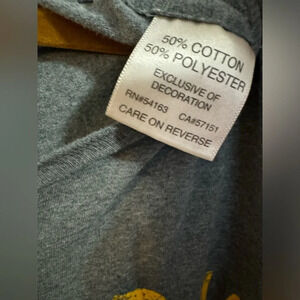 50% COTTON
50% POLYESTER
EXCLUSIVE OF
DECORATION
RN#54163 CA#57151
CARE ON REVERSE